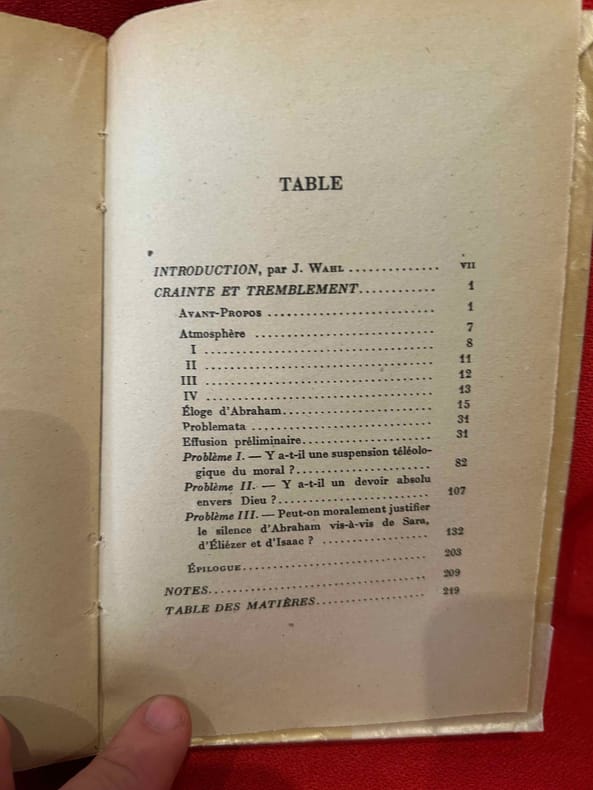 TABLE
INTRODUCTION, par J. WAHL .............. VII
CRAINTE ET TREMBLEMENT............ 1
AVANT-PROPOS .......................... 1
Atmosphère ............................ 7
I .................................... 8
II ................................... 11
III .................................. 12
IV ................................... 13
Éloge d'Abraham........................ 15
Problemata ............................ 31
Effusion préliminaire.................... 31
Problème I. — Y a-t-il une suspension téléolo-
gique du moral ?..................... 82
Problème II. — Y a-t-il un devoir absolu
envers Dieu ?........................ 107
Problème III. — Peut-on moralement justifier
le silence d'Abraham vis-à-vis de Sara,
d'Éliézer et d'Isaac ? ................. 132
ÉPILOGUE............................. 203
NOTES................................... 209
TABLE DES MATIÈRES.................. 219